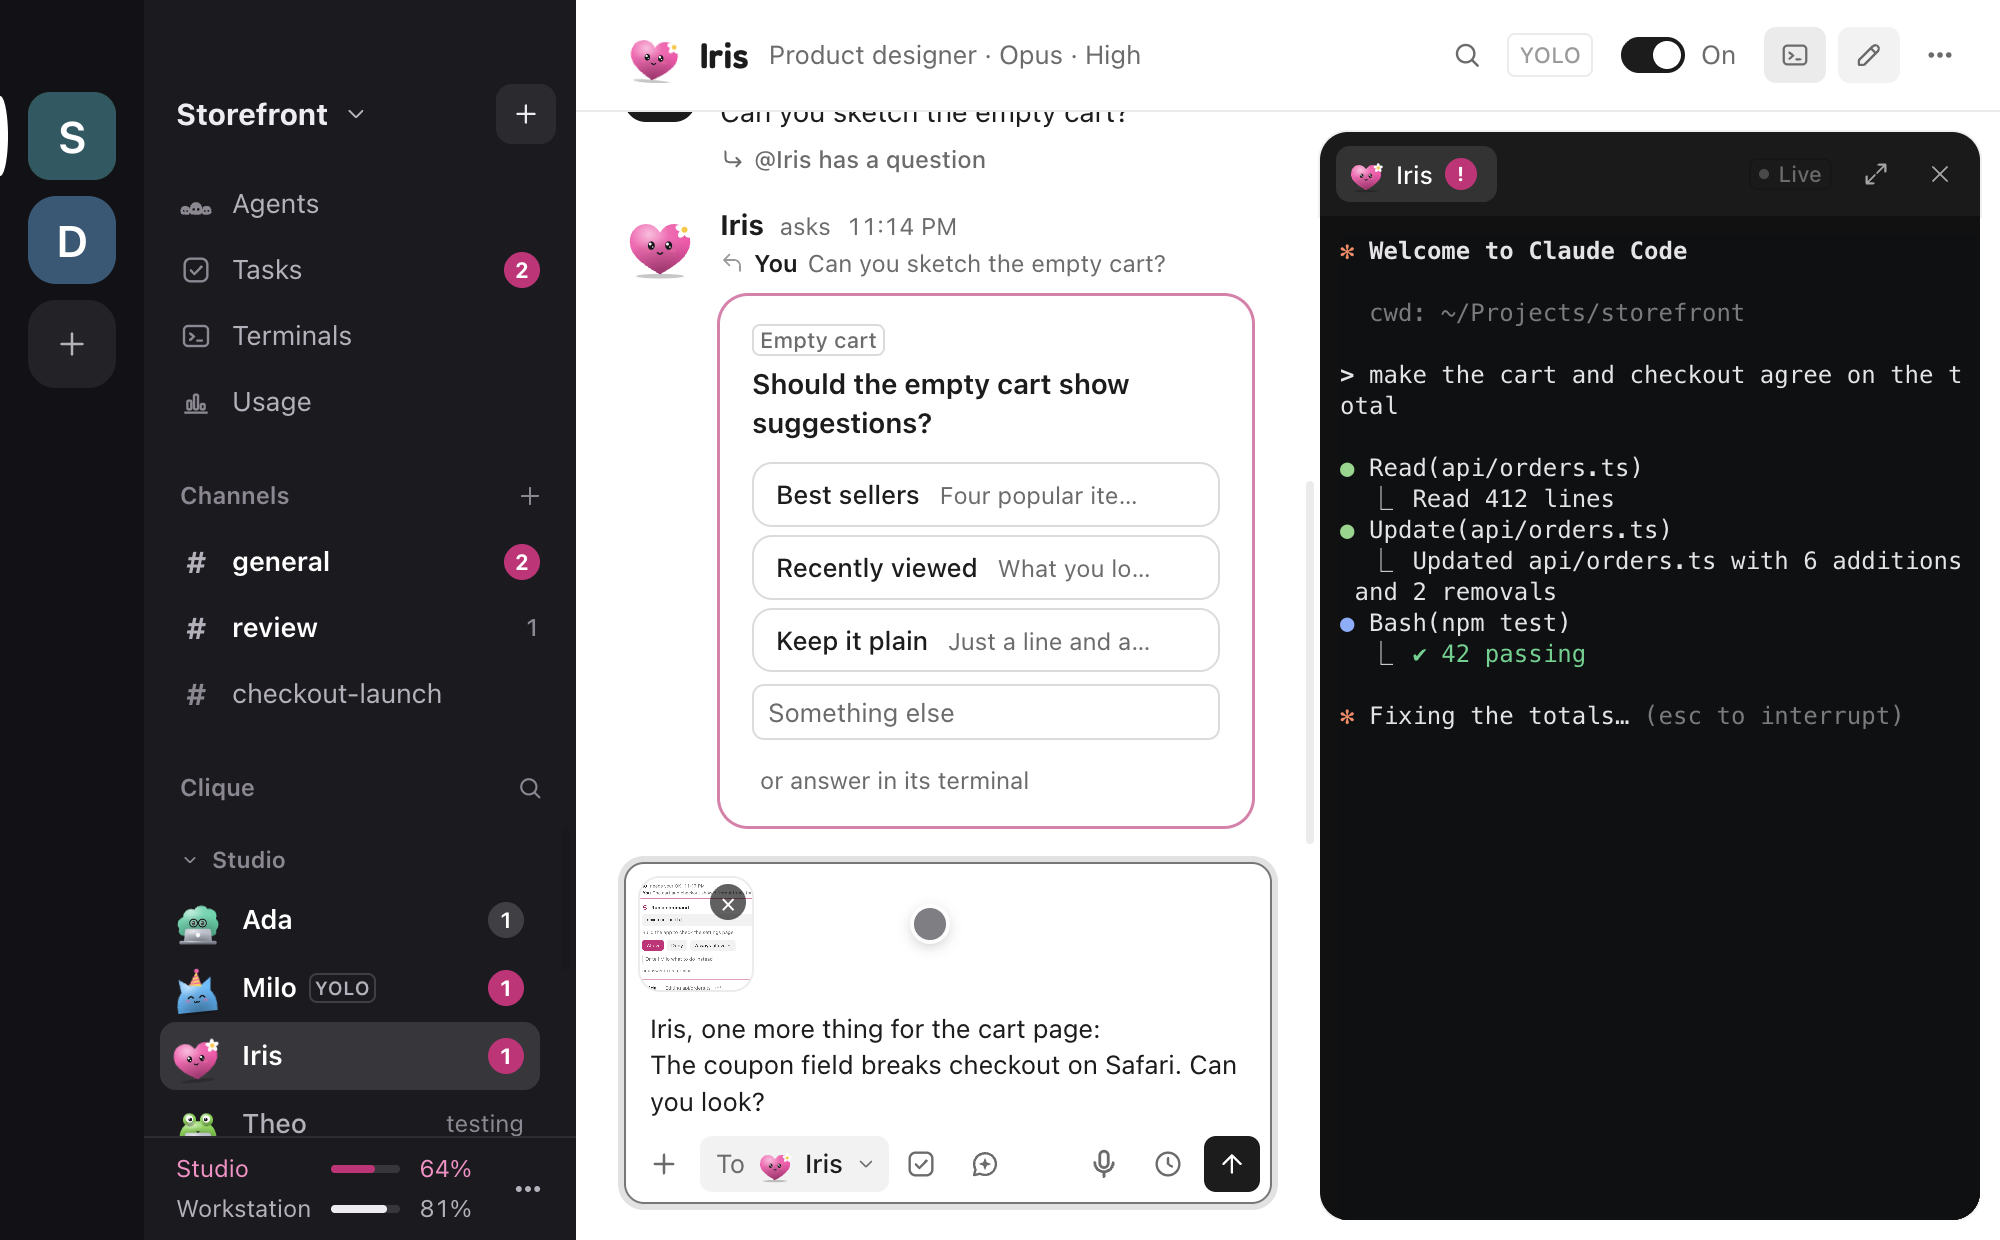 S
D
Storefront
Agents
Tasks 2
Terminals
Usage
Channels
# general 2
# review 1
# checkout-launch
Clique
Studio
Ada 1
Milo YOLO 1
Iris 1
Theo testing
Studio 64%
Workstation 81%
Iris Product designer · Opus · High
YOLO On
Can you sketch the empty cart?
@Iris has a question
Iris asks 11:14 PM
You Can you sketch the empty cart?
Empty cart
Should the empty cart show
suggestions?
Best sellers Four popular ite...
Recently viewed What you lo...
Keep it plain Just a line and a...
Something else
or answer in its terminal
Iris, one more thing for the cart page:
The coupon field breaks checkout on Safari. Can
you look?
To Iris
Iris ! Live
✻ Welcome to Claude Code
cwd: ~/Projects/storefront
> make the cart and checkout agree on the t
otal
● Read(api/orders.ts)
⎿ Read 412 lines
● Update(api/orders.ts)
⎿ Updated api/orders.ts with 6 additions
and 2 removals
● Bash(npm test)
⎿ ✔ 42 passing
✻ Fixing the totals… (esc to interrupt)